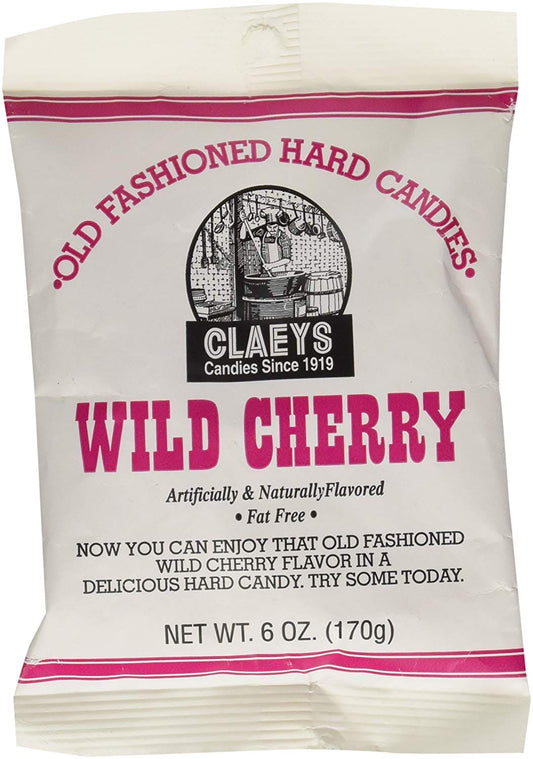 •OLD FASHIONED HARD CANDIES•
CLAEYS
Candies Since 1919
WILD CHERRY
Artificially & NaturallyFlavored
• Fat Free •
NOW YOU CAN ENJOY THAT OLD FASHIONED
WILD CHERRY FLAVOR IN A
DELICIOUS HARD CANDY. TRY SOME TODAY.
NET WT. 6 OZ. (170g)